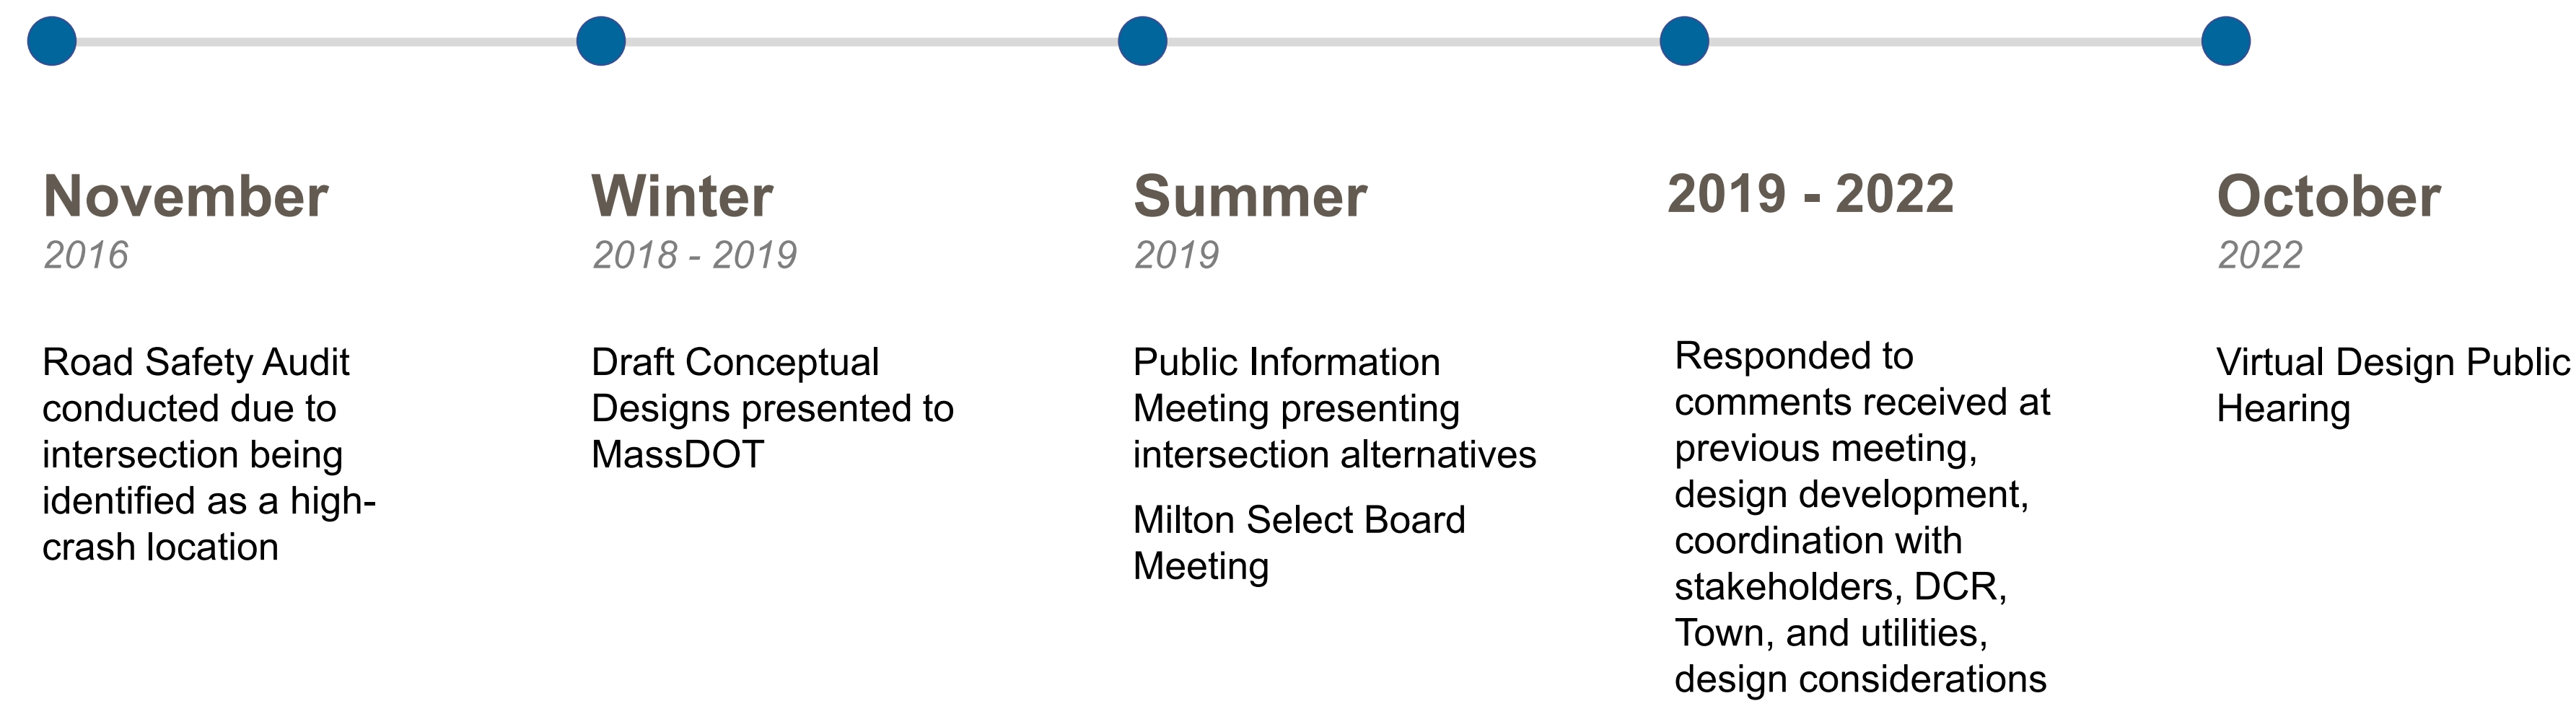 November
2016
Road Safety Audit
conducted due to
intersection being
identified as a high-
crash location
Winter
2018 - 2019
Draft Conceptual
Designs presented to
MassDOT
Summer
2019
Public Information
Meeting presenting
intersection alternatives
Milton Select Board
Meeting
2019 - 2022
Responded to
comments received at
previous meeting,
design development,
coordination with
stakeholders, DCR,
Town, and utilities,
design considerations
October
2022
Virtual Design Public
Hearing